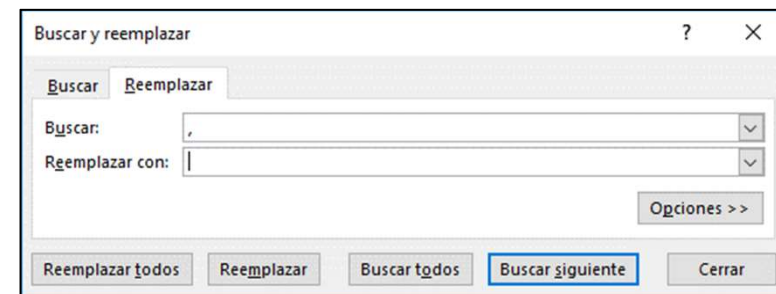 Buscar y reemplazar ? ×
Buscar Reemplazar
Buscar: ,
Reemplazar con:
Opciones >>
Reemplazar todos Reemplazar Buscar todos Buscar siguiente Cerrar